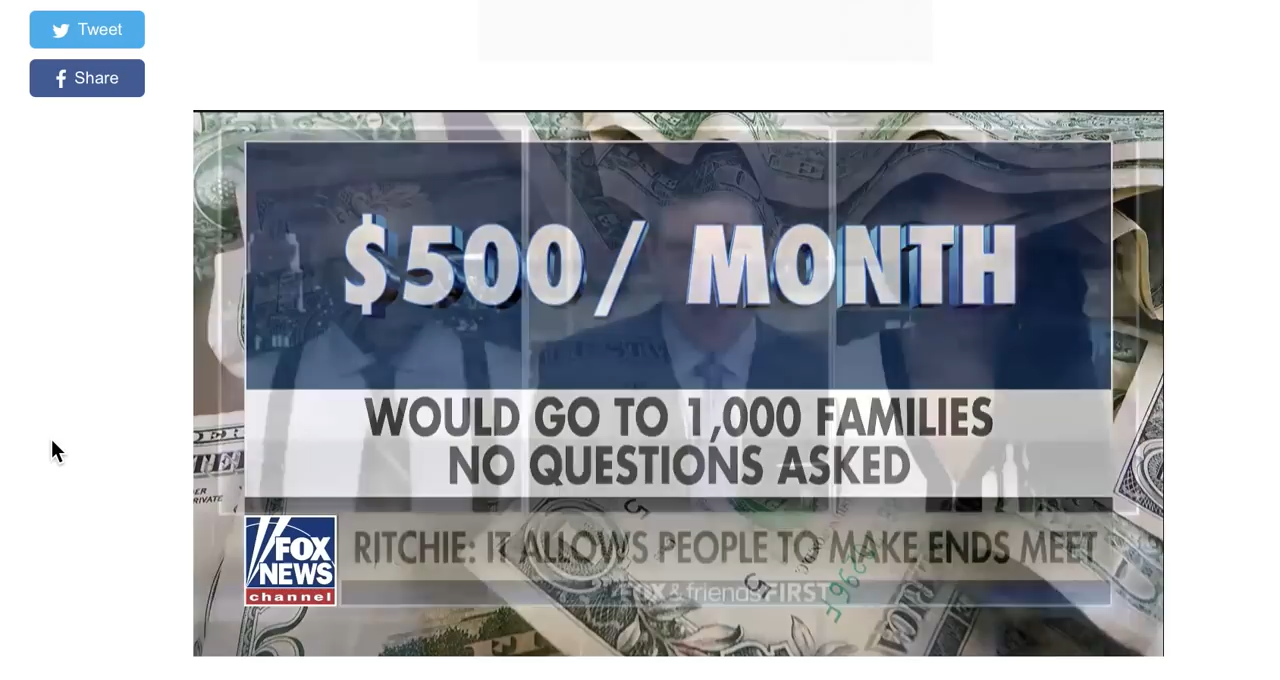 Tweet
Share
$500/ MONTH
WOULD GO TO 1,000 FAMILIES
NO QUESTIONS ASKED
FOX
NEWS
channel
RITCHIE: IT ALLOWS PEOPLE TO MAKE ENDS MEET
FOX & friends FIRST